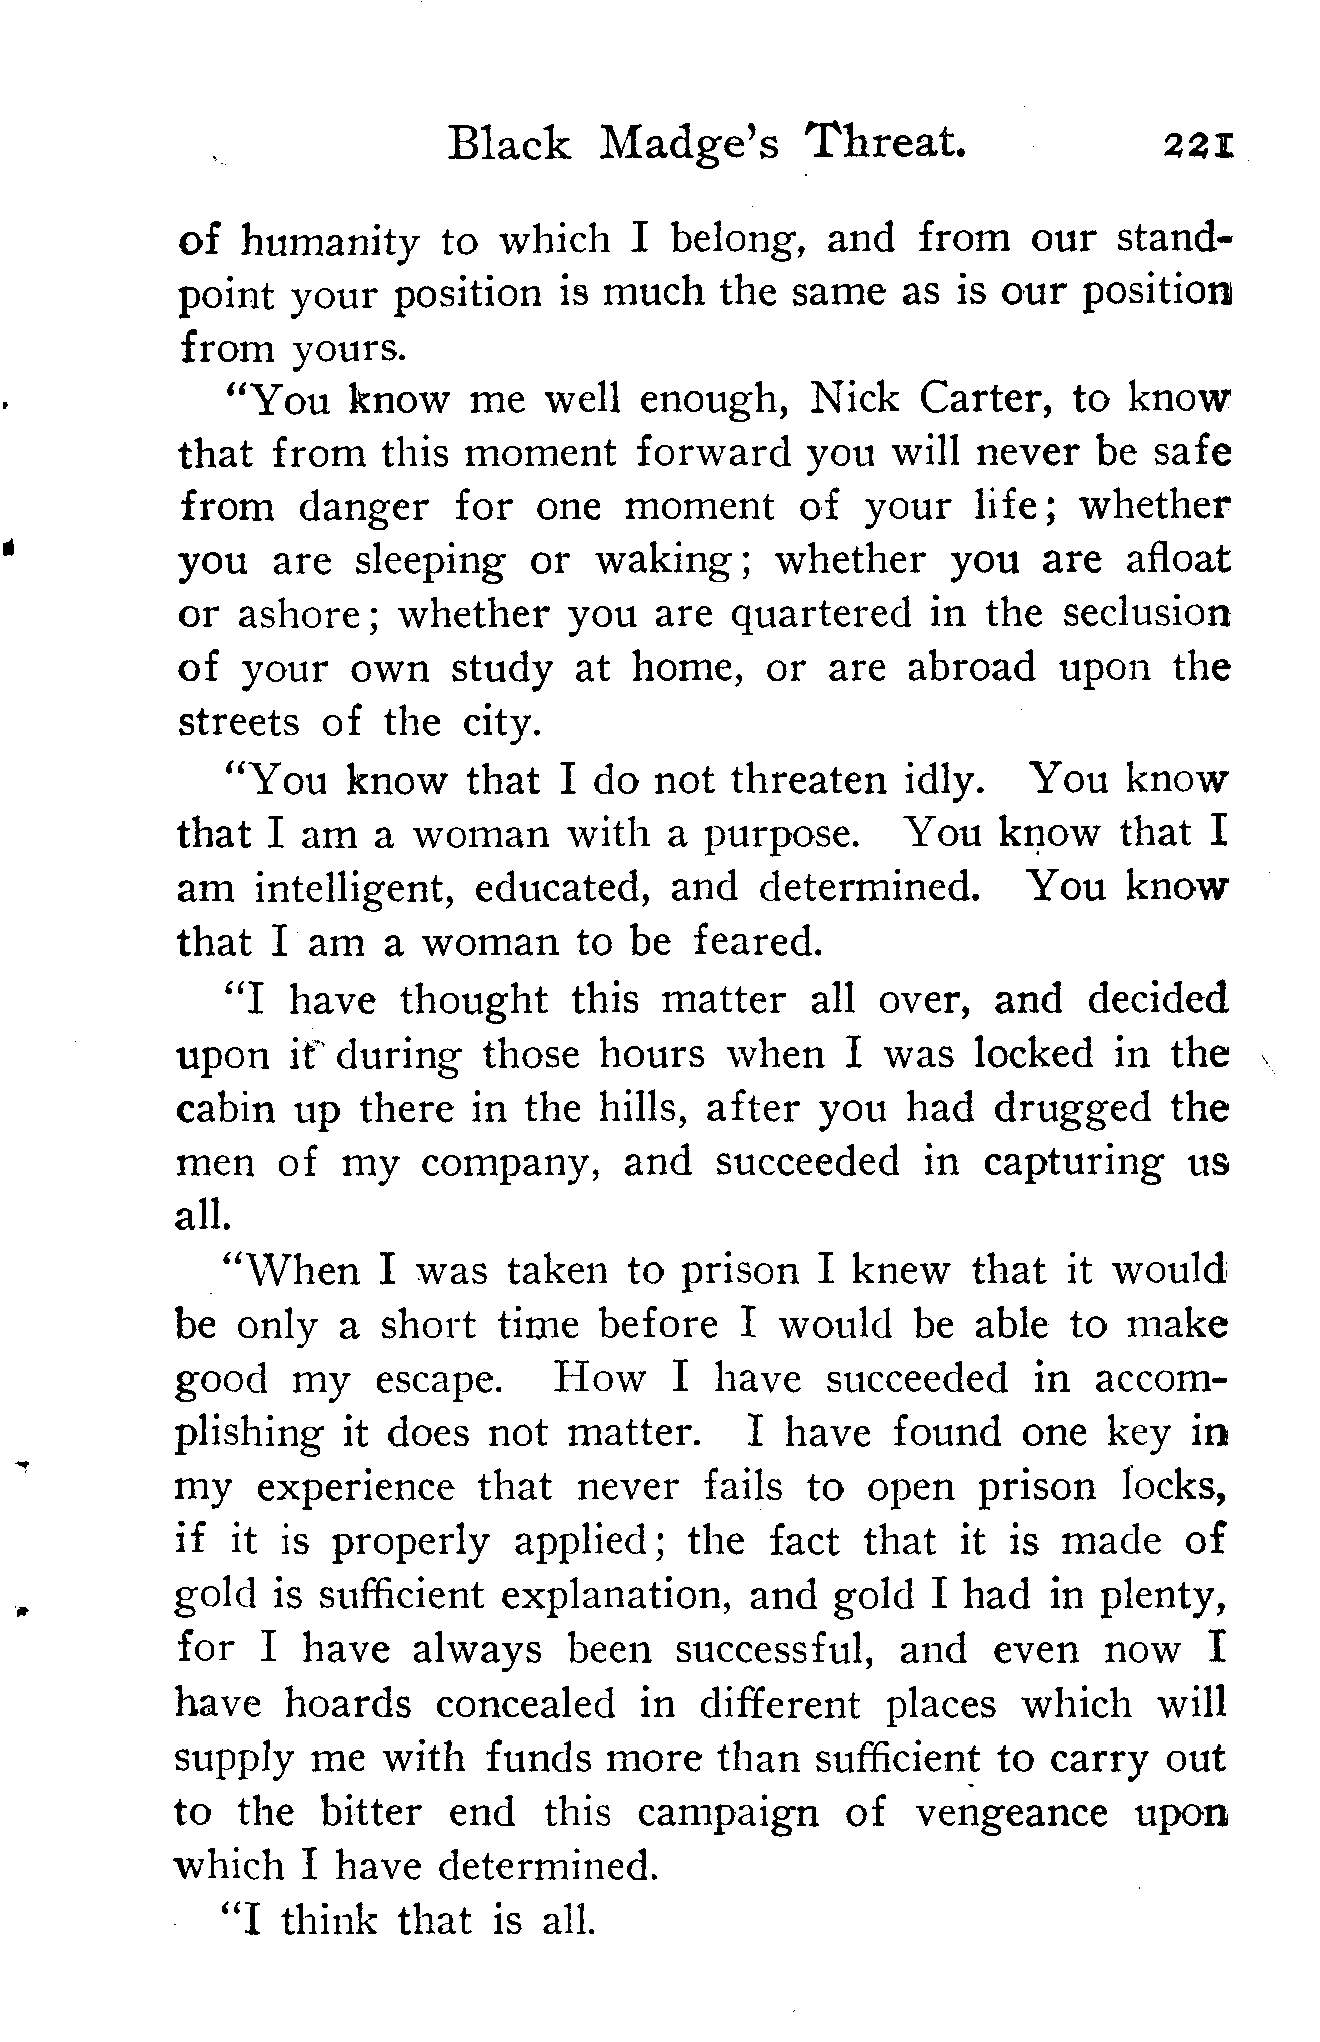 Black Madge's Threat. 221
of humanity to which I belong, and from our stand-
point your position is much the same as is our position
from yours.
"You know me well enough, Nick Carter, to know
that from this moment forward you will never be safe
from danger for one moment of your life; whether
you are sleeping or waking; whether you are afloat
or ashore; whether you are quartered in the seclusion
of your own study at home, or are abroad upon the
streets of the city.
"You know that I do not threaten idly. You know
that I am a woman with a purpose. You know that I
am intelligent, educated, and determined. You know
that I am a woman to be feared.
"I have thought this matter all over, and decided
upon it during those hours when I was locked in the
cabin up there in the hills, after you had drugged the
men of my company, and succeeded in capturing us
all.
"When I was taken to prison I knew that it would
be only a short time before I would be able to make
good my escape. How I have succeeded in accom-
plishing it does not matter. I have found one key in
my experience that never fails to open prison locks,
if it is properly applied; the fact that it is made of
gold is sufficient explanation, and gold I had in plenty,
for I have always been successful, and even now I
have hoards concealed in different places which will
supply me with funds more than sufficient to carry out
to the bitter end this campaign of vengeance upon
which I have determined.
"I think that is all.